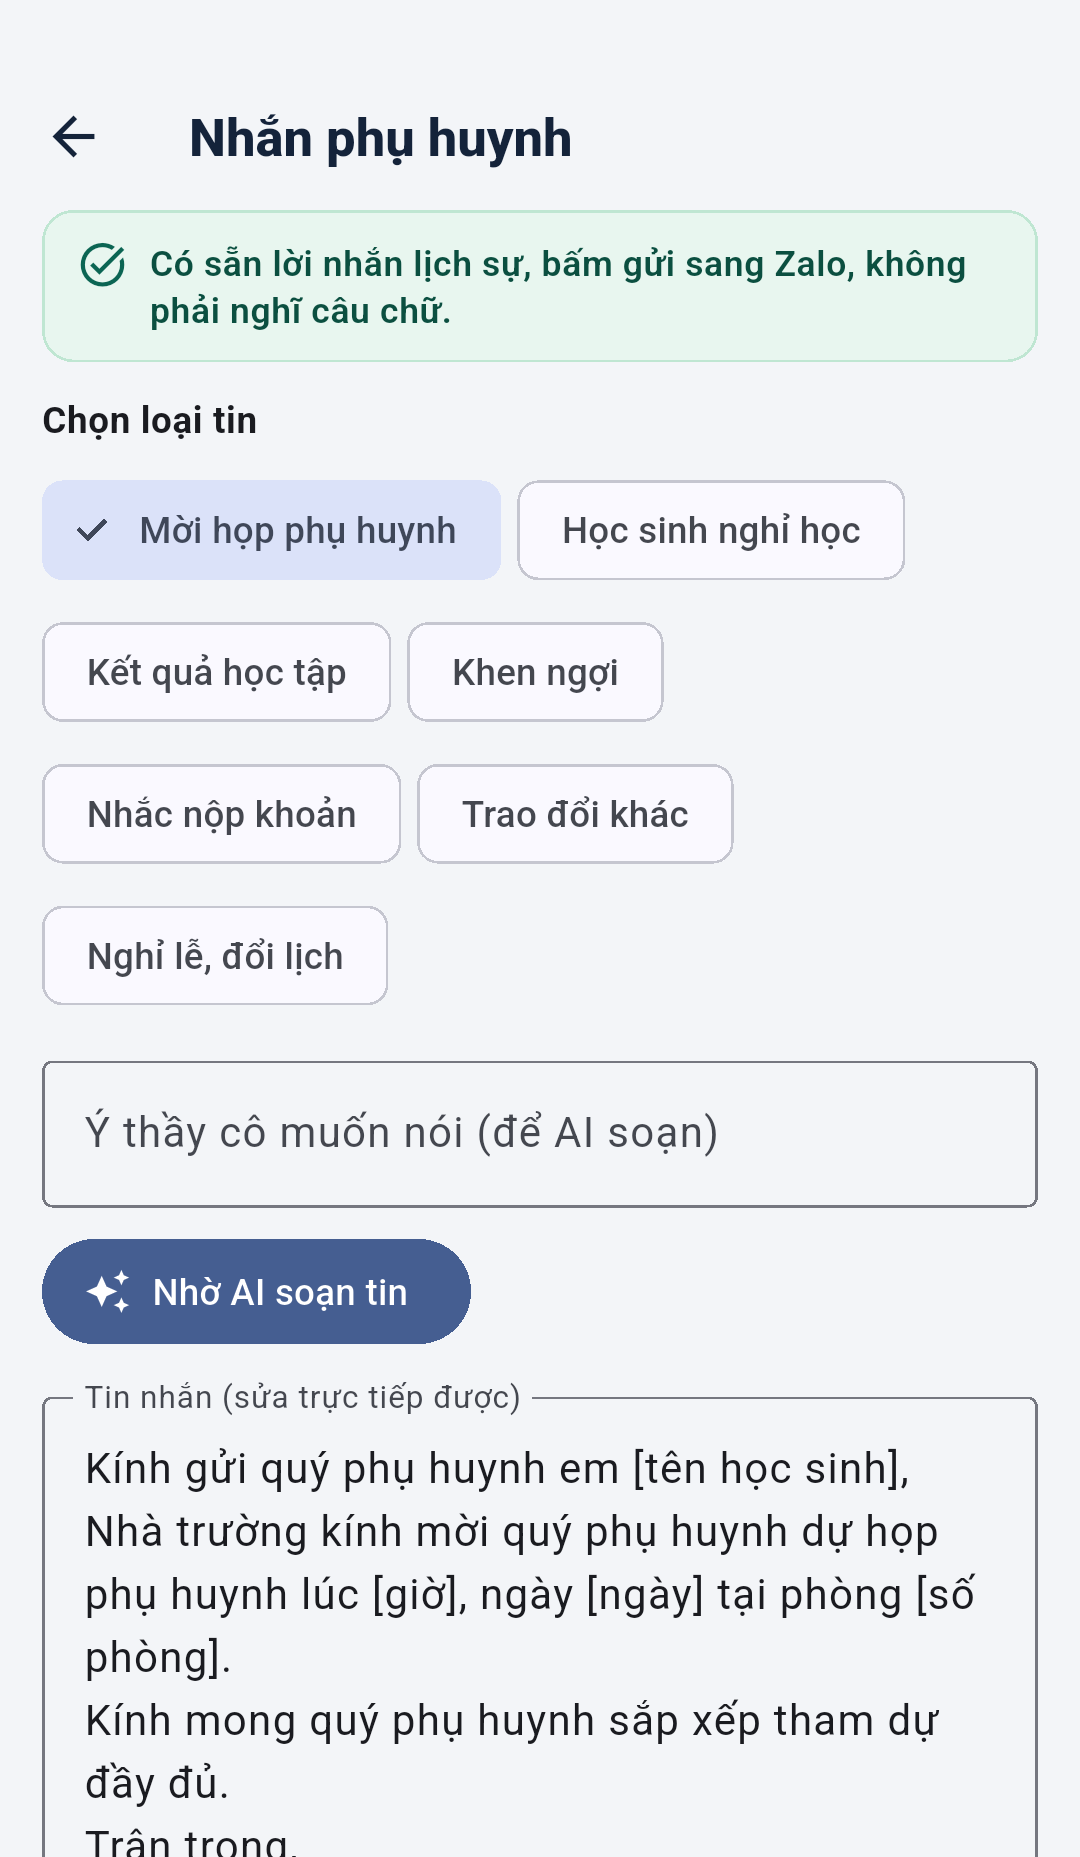 Nhắn phụ huynh
Có sẵn lời nhắn lịch sự, bấm gửi sang Zalo, không
phải nghĩ câu chữ.
Chọn loại tin
Mời họp phụ huynh
Học sinh nghỉ học
Kết quả học tập
Khen ngợi
Nhắc nộp khoản
Trao đổi khác
Nghỉ lễ, đổi lịch
Ý thầy cô muốn nói (để AI soạn)
Nhờ AI soạn tin
Tin nhắn (sửa trực tiếp được)
Kính gửi quý phụ huynh em [tên học sinh],
Nhà trường kính mời quý phụ huynh dự họp
phụ huynh lúc [giờ], ngày [ngày] tại phòng [số
phòng].
Kính mong quý phụ huynh sắp xếp tham dự
đầy đủ.
Trân trọng.